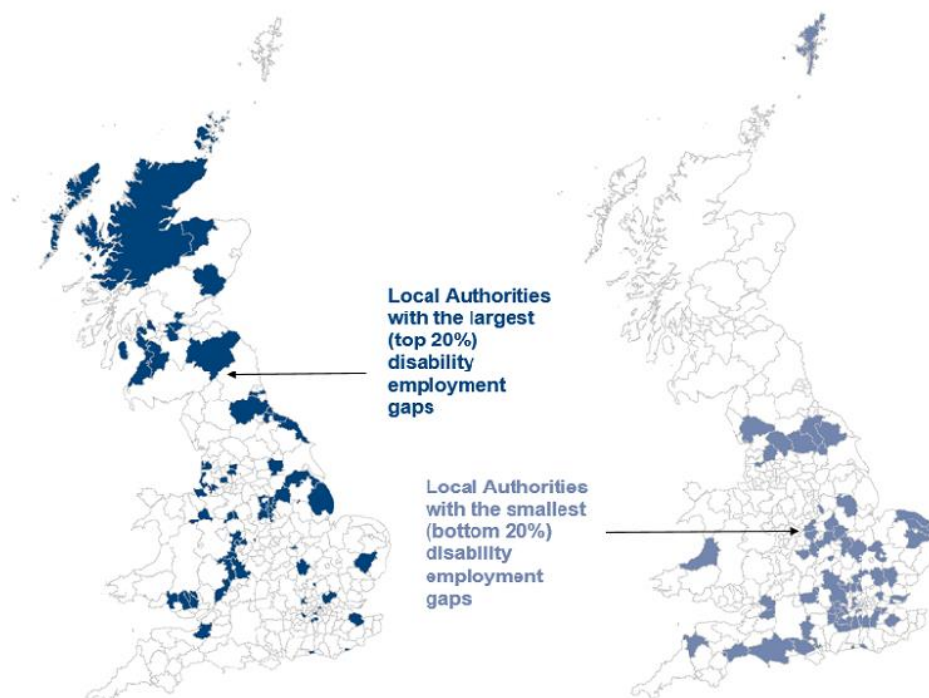 Local Authorities
with the largest
(top 20%)
disability
employment
gaps
Local Authorities
with the smallest
(bottom 20%)
disability
employment
gaps